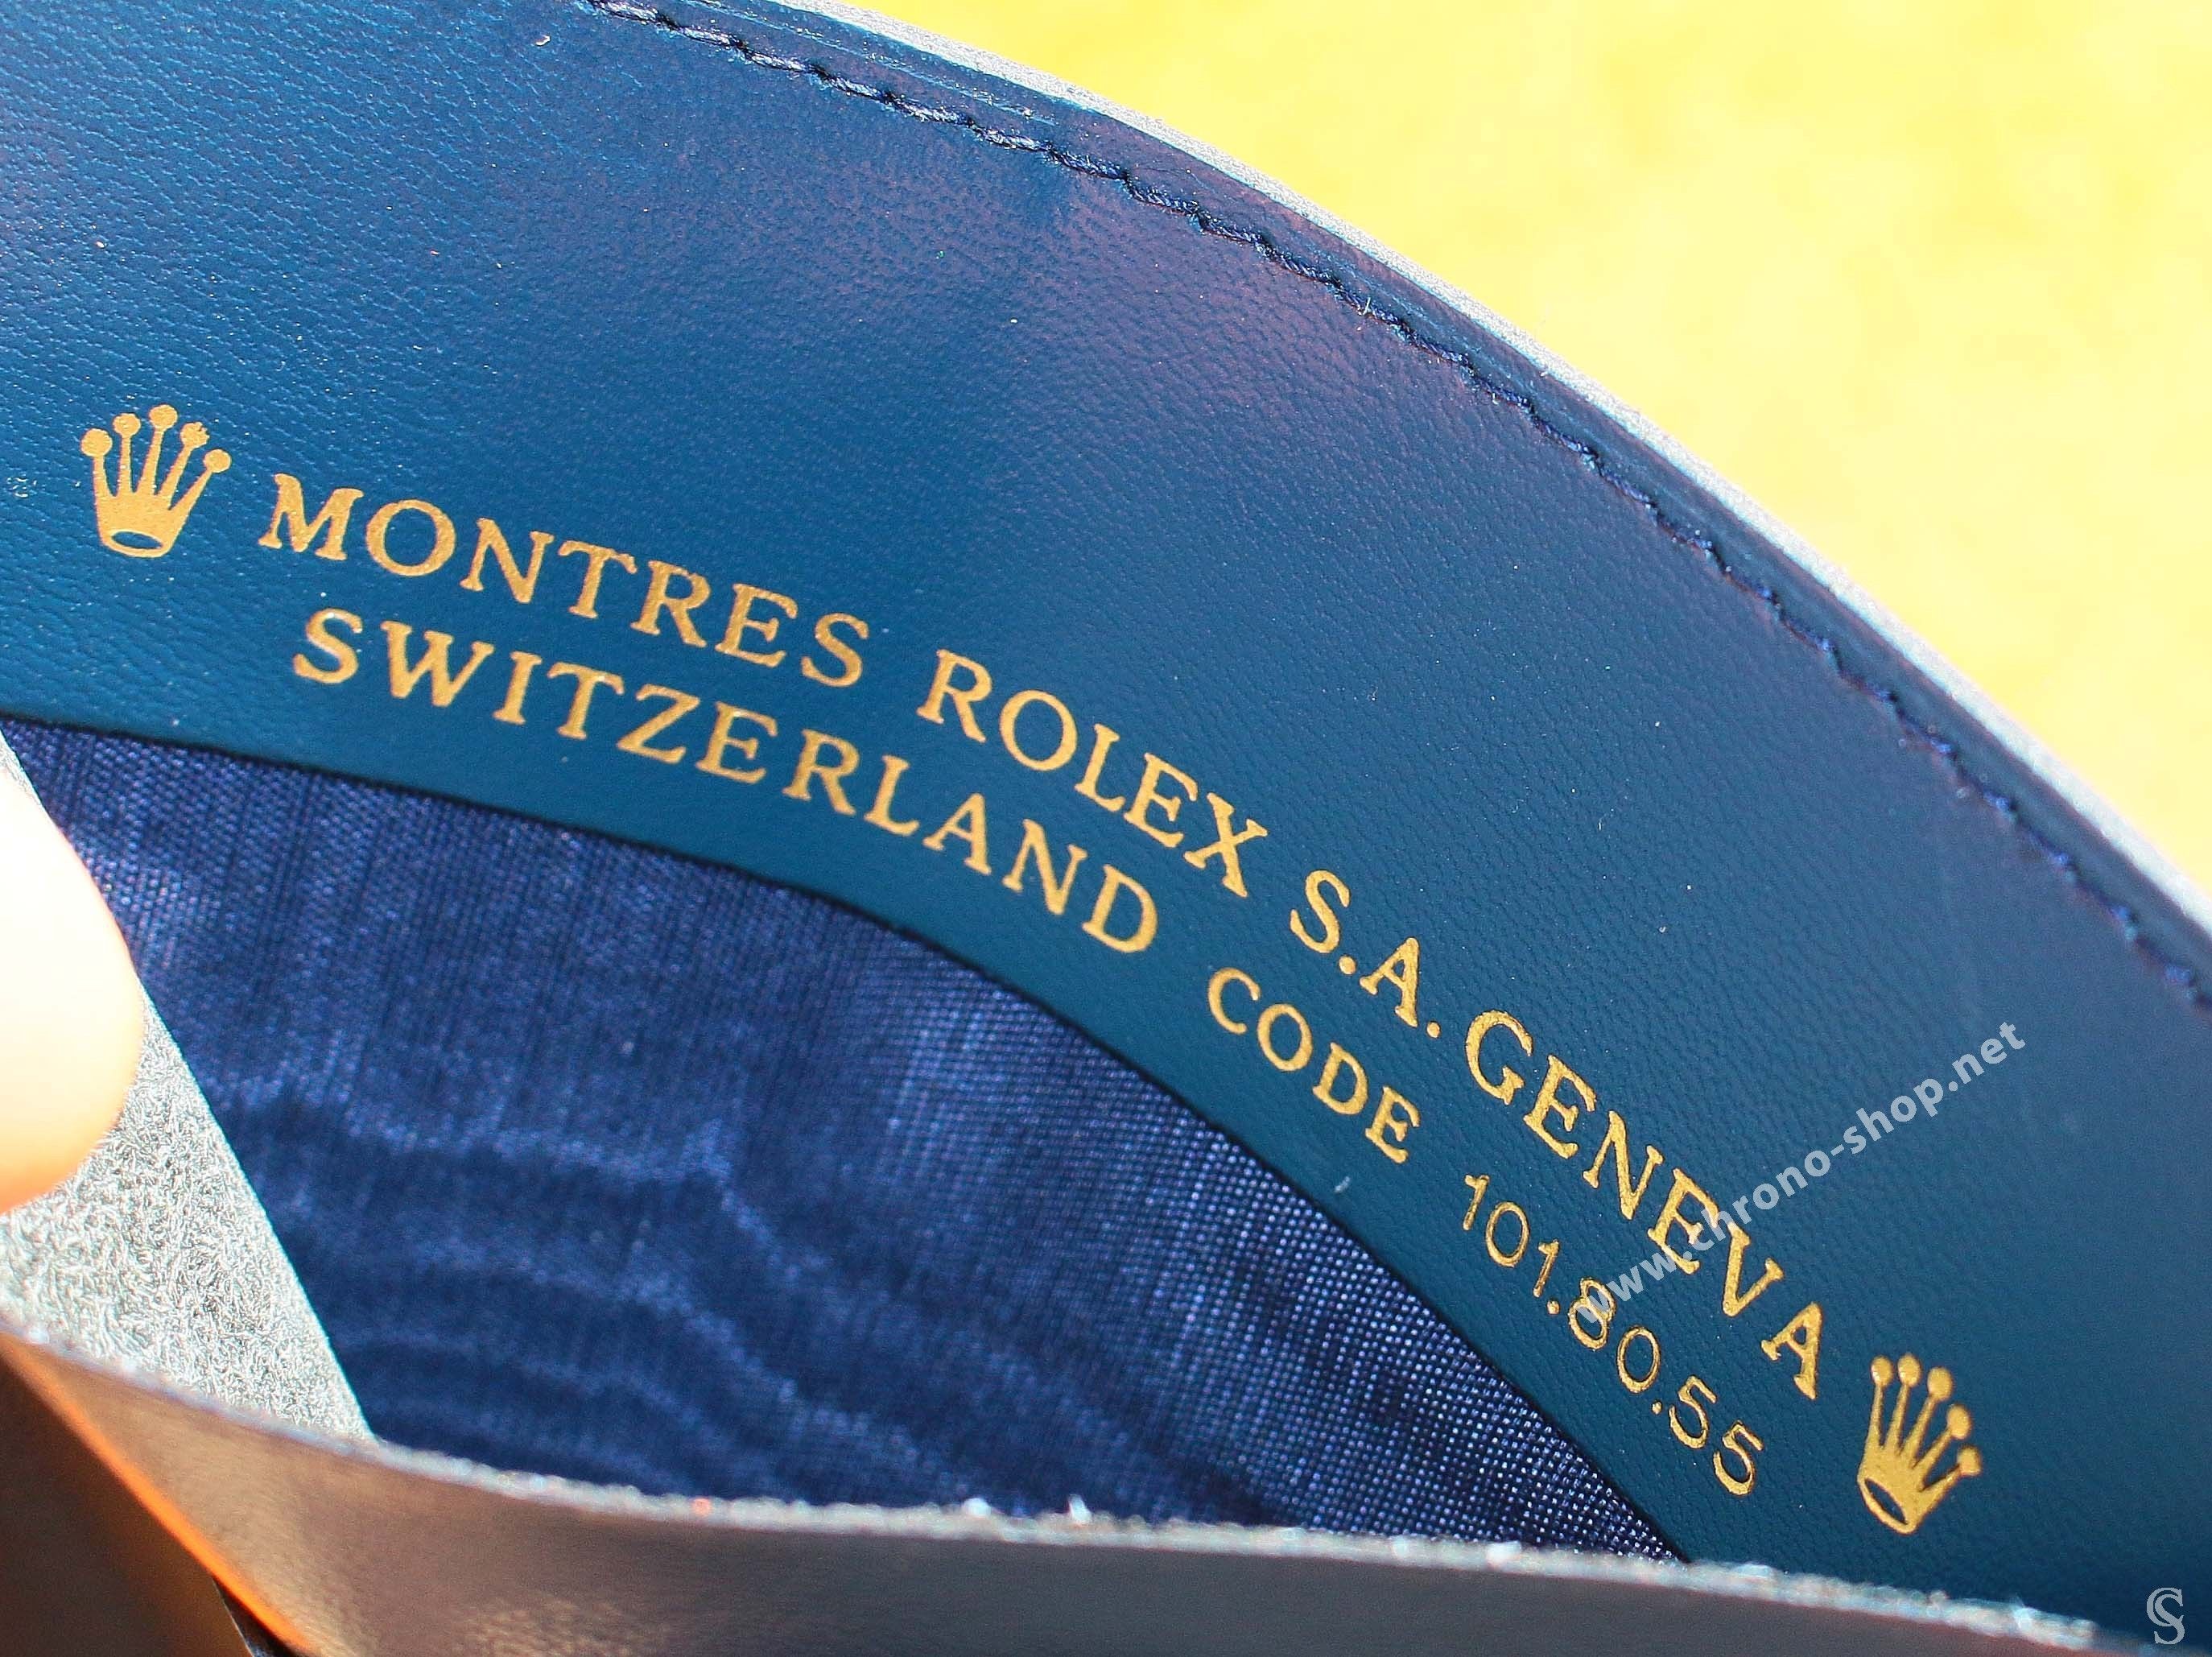 MONTRES ROLEX S.A. GENEVA
SWITZERLAND CODE 101.80.55
www.chrono-shop.net